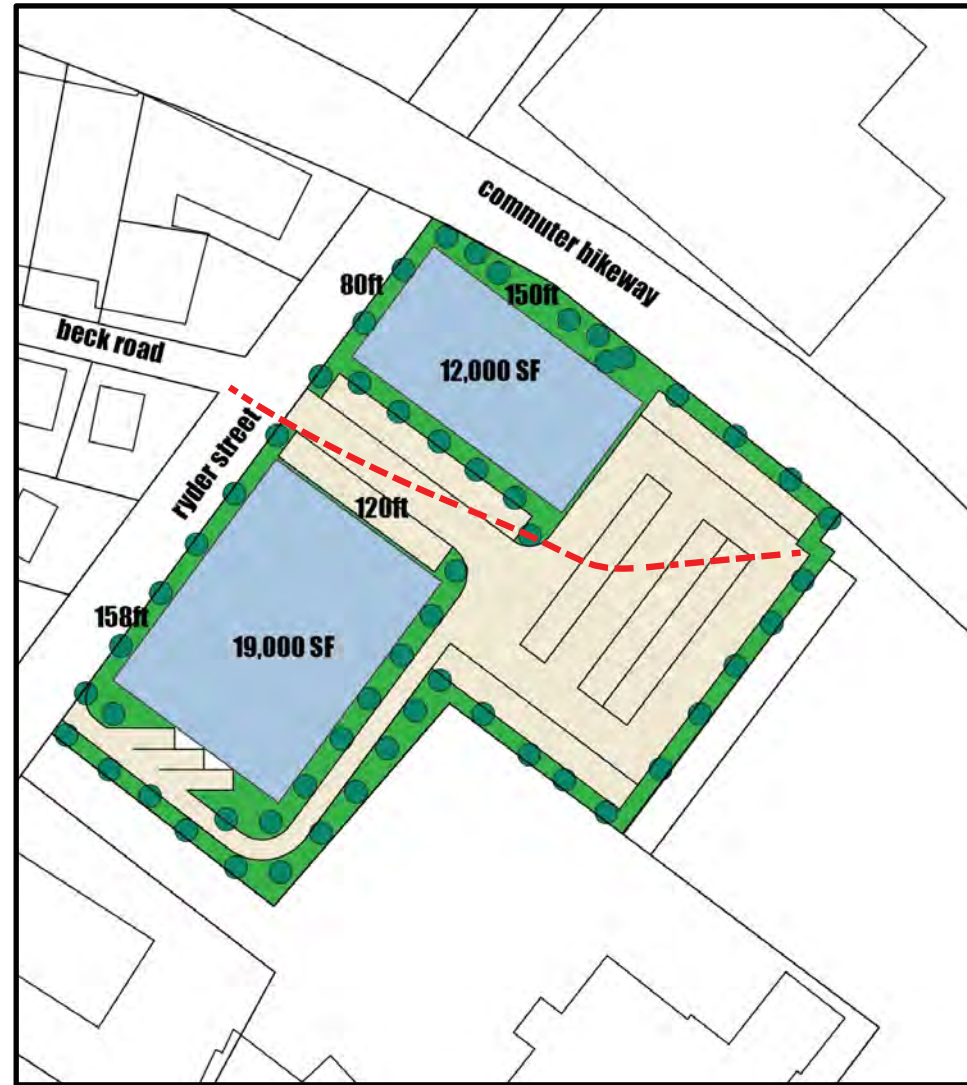 commuter bikeway
80ft
150ft
beck road
12,000 SF
ryder street
120ft
158ft
19,000 SF